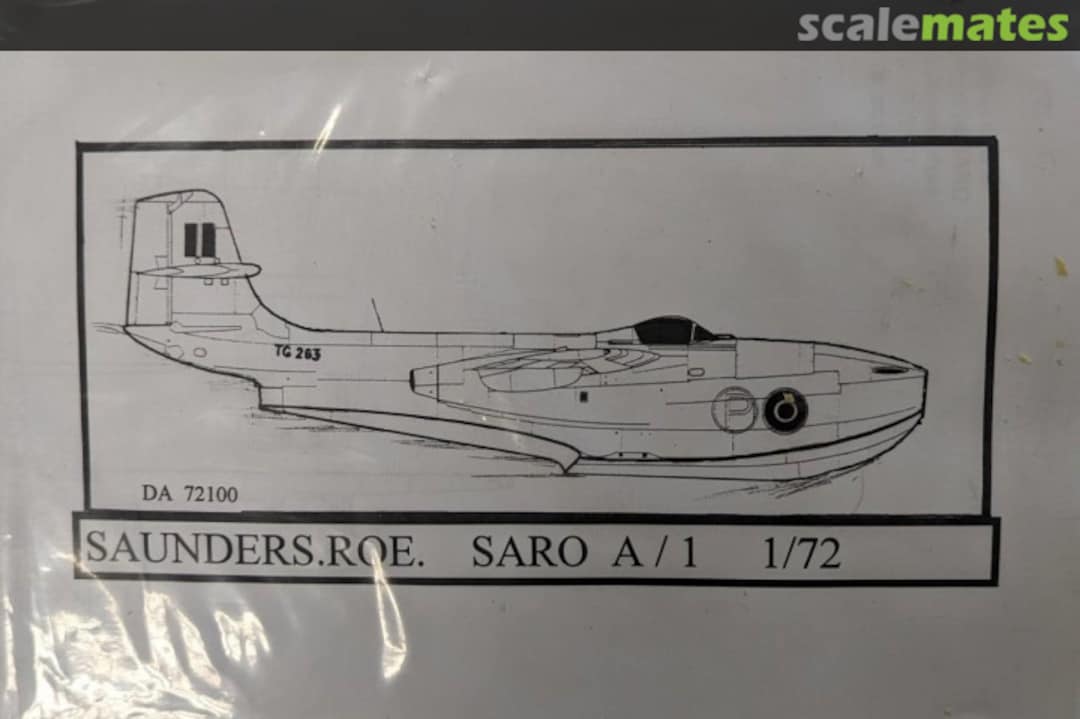 scalemates
TG 263
P
DA 72100
SAUNDERS.ROE. SARO A / 1 1/72